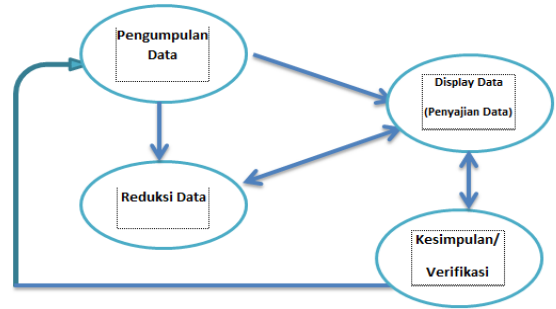 Pengumpulan
Data
Display Data
(Penyajian Data)
Reduksi Data
Kesimpulan/
Verifikasi